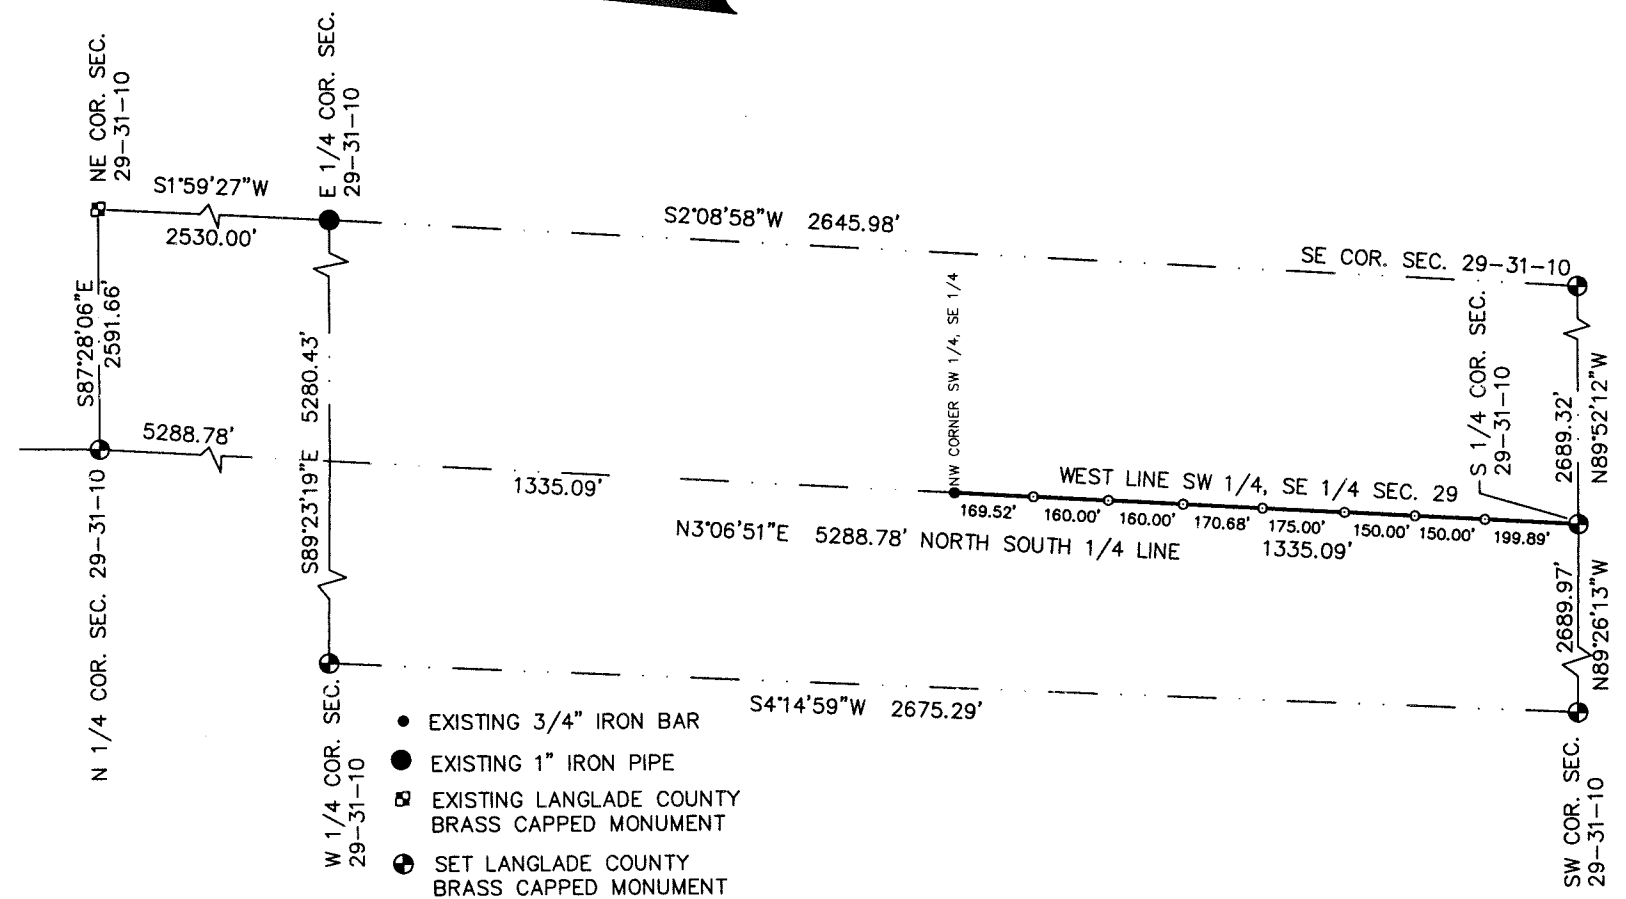 NE COR. SEC.
29-31-10
E 1/4 COR. SEC.
29-31-10
S1°59'27"W
2530.00'
S2°08'58"W 2645.98'
SE COR. SEC. 29-31-10
S87°28'06"E
2591.66'
S89°23'19"E 5280.43'
NW CORNER SW 1/4, SE 1/4
S 1/4 COR. SEC.
29-31-10
2689.32'
N89°52'12"W
5288.78'
1335.09'
WEST LINE SW 1/4, SE 1/4 SEC. 29
169.52'
160.00'
160.00'
170.68'
175.00'
150.00'
150.00'
199.89'
N3°06'51"E 5288.78' NORTH SOUTH 1/4 LINE
1335.09'
N 1/4 COR. SEC. 29-31-10
2689.97'
N89°26'13"W
S4°14'59"W 2675.29'
W 1/4 COR. SEC.
29-31-10
SW COR. SEC.
29-31-10
EXISTING 3/4" IRON BAR
EXISTING 1" IRON PIPE
EXISTING LANGLADE COUNTY
BRASS CAPPED MONUMENT
SET LANGLADE COUNTY
BRASS CAPPED MONUMENT